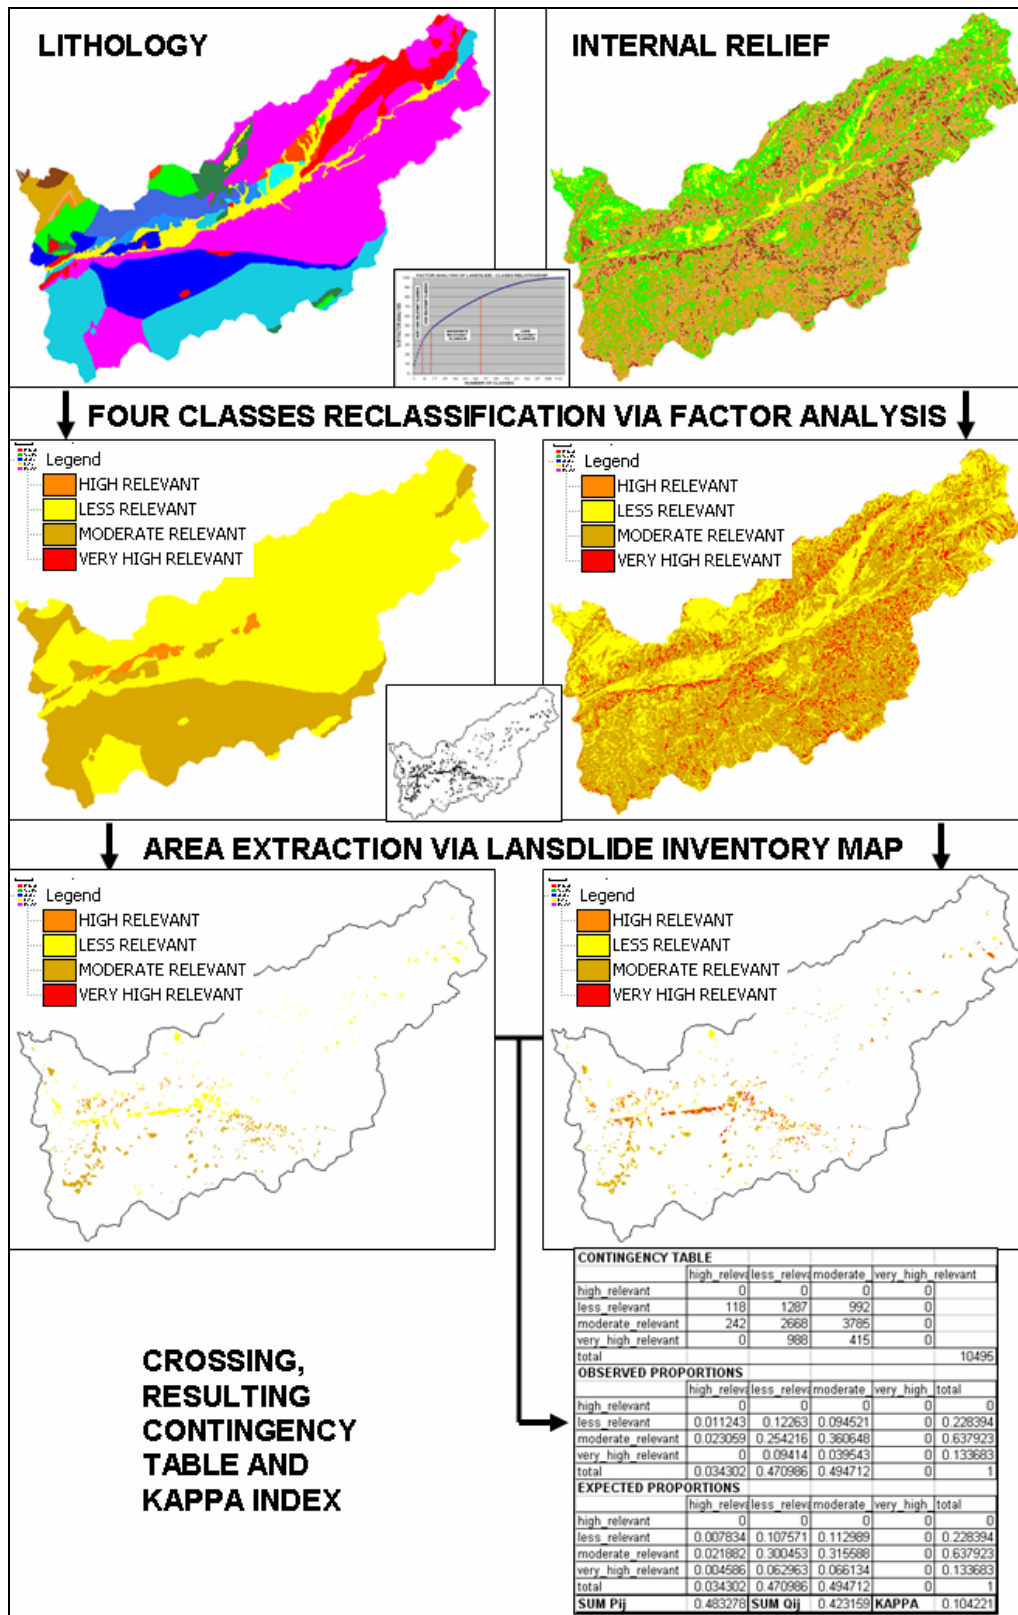 LITHOLOGY
INTERNAL RELIEF
FACTOR ANALYSIS OF LANDSLIDE - CLASSES RELATIONSHIP
NUMBER OF CLASSES
FOUR CLASSES RECLASSIFICATION VIA FACTOR ANALYSIS
Legend
HIGH RELEVANT
LESS RELEVANT
MODERATE RELEVANT
VERY HIGH RELEVANT
Legend
HIGH RELEVANT
LESS RELEVANT
MODERATE RELEVANT
VERY HIGH RELEVANT
AREA EXTRACTION VIA LANSDLIDE INVENTORY MAP
Legend
HIGH RELEVANT
LESS RELEVANT
MODERATE RELEVANT
VERY HIGH RELEVANT
Legend
HIGH RELEVANT
LESS RELEVANT
MODERATE RELEVANT
VERY HIGH RELEVANT
CROSSING,
RESULTING
CONTINGENCY
TABLE AND
KAPPA INDEX
CONTINGENCY TABLE
high_releva less_releva moderate_ very_high_relevant
high_relevant 0 0 0 0
less_relevant 118 1287 992 0
moderate_relevant 242 2668 3785 0
very_high_relevant 0 988 415 0
total 10495
OBSERVED PROPORTIONS
high_releva less_releva moderate_ very_high_ total
high_relevant 0 0 0 0 0
less_relevant 0.011243 0.12263 0.094521 0 0.228394
moderate_relevant 0.023059 0.254216 0.360648 0 0.637923
very_high_relevant 0 0.09414 0.039543 0 0.133683
total 0.034302 0.470986 0.494712 0 1
EXPECTED PROPORTIONS
high_releva less_releva moderate_ very_high_ total
high_relevant 0 0 0 0 0
less_relevant 0.007834 0.107571 0.112989 0 0.228394
moderate_relevant 0.021882 0.300453 0.315588 0 0.637923
very_high_relevant 0.004586 0.062963 0.066134 0 0.133683
total 0.034302 0.470986 0.494712 0 1
SUM Pij 0.483278 SUM Qij 0.423159 KAPPA 0.104221